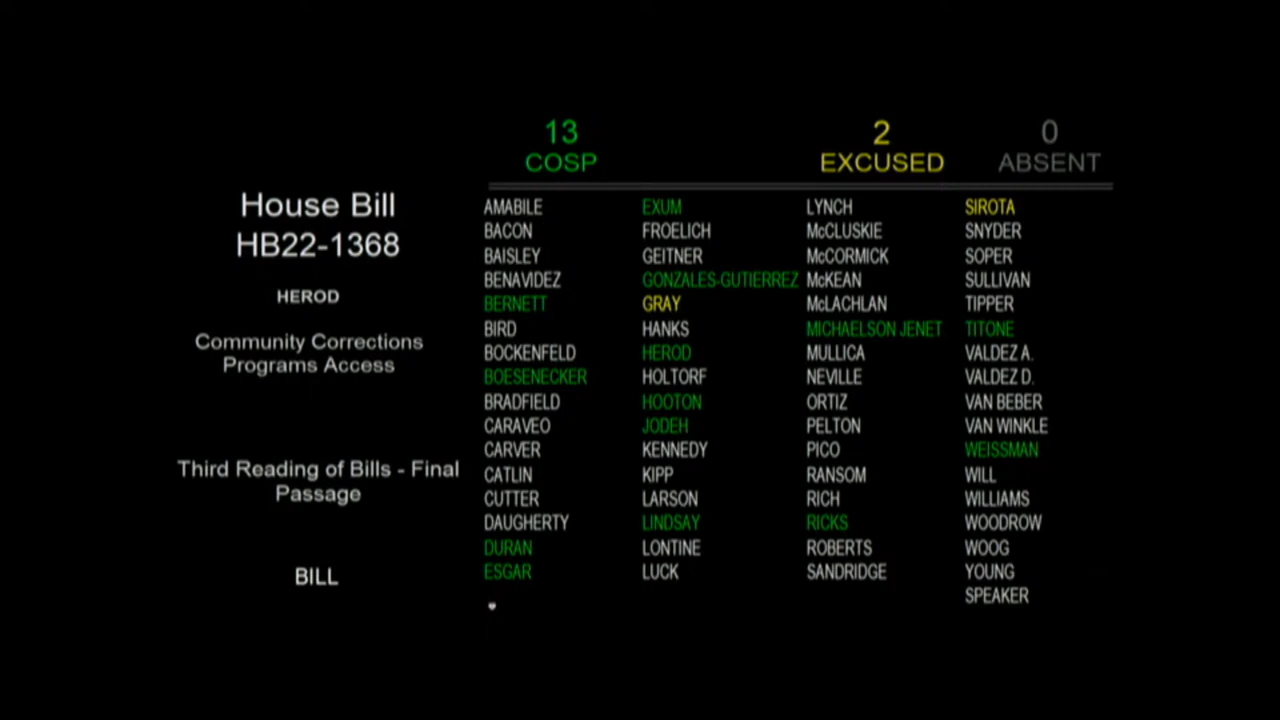 13
COSP
2
EXCUSED
0
ABSENT
House Bill
HB22-1368
HEROD
Community Corrections
Programs Access
Third Reading of Bills - Final
Passage
BILL
AMABILE
BACON
BAISLEY
BENAVIDEZ
BERNETT
BIRD
BOCKENFELD
BOESENECKER
BRADFIELD
CARAVEO
CARVER
CATLIN
CUTTER
DAUGHERTY
DURAN
ESGAR
EXUM
FROELICH
GEITNER
GONZALES-GUTIERREZ
GRAY
HANKS
HEROD
HOLTORF
HOOTON
JODEH
KENNEDY
KIPP
LARSON
LINDSAY
LONTINE
LUCK
LYNCH
McCLUSKIE
McCORMICK
McKEAN
McLACHLAN
MICHAELSON JENET
MULLICA
NEVILLE
ORTIZ
PELTON
PICO
RANSOM
RICH
RICKS
ROBERTS
SANDRIDGE
SIROTA
SNYDER
SOPER
SULLIVAN
TIPPER
TITONE
VALDEZ A.
VALDEZ D.
VAN BEBER
VAN WINKLE
WEISSMAN
WILL
WILLIAMS
WOODROW
WOOG
YOUNG
SPEAKER